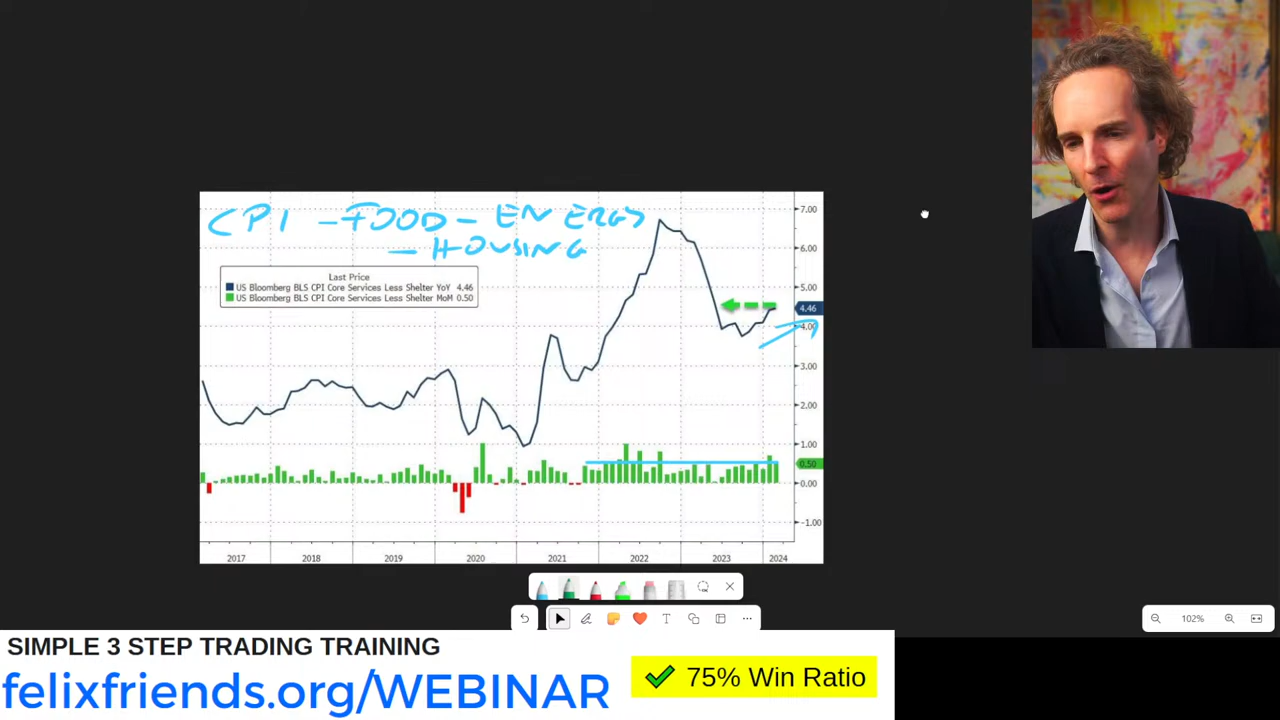 CPI - FOOD - ENERGY
- HOUSING
Last Price
US Bloomberg BLS CPI Core Services Less Shelter YoY 4.46
US Bloomberg BLS CPI Core Services Less Shelter MoM 0.50
7.00
6.00
5.00
4.46
4.00
3.00
2.00
1.00
0.50
0.00
-1.00
2017 2018 2019 2020 2021 2022 2023 2024
T
102%
SIMPLE 3 STEP TRADING TRAINING
felixfriends.org/WEBINAR
75% Win Ratio